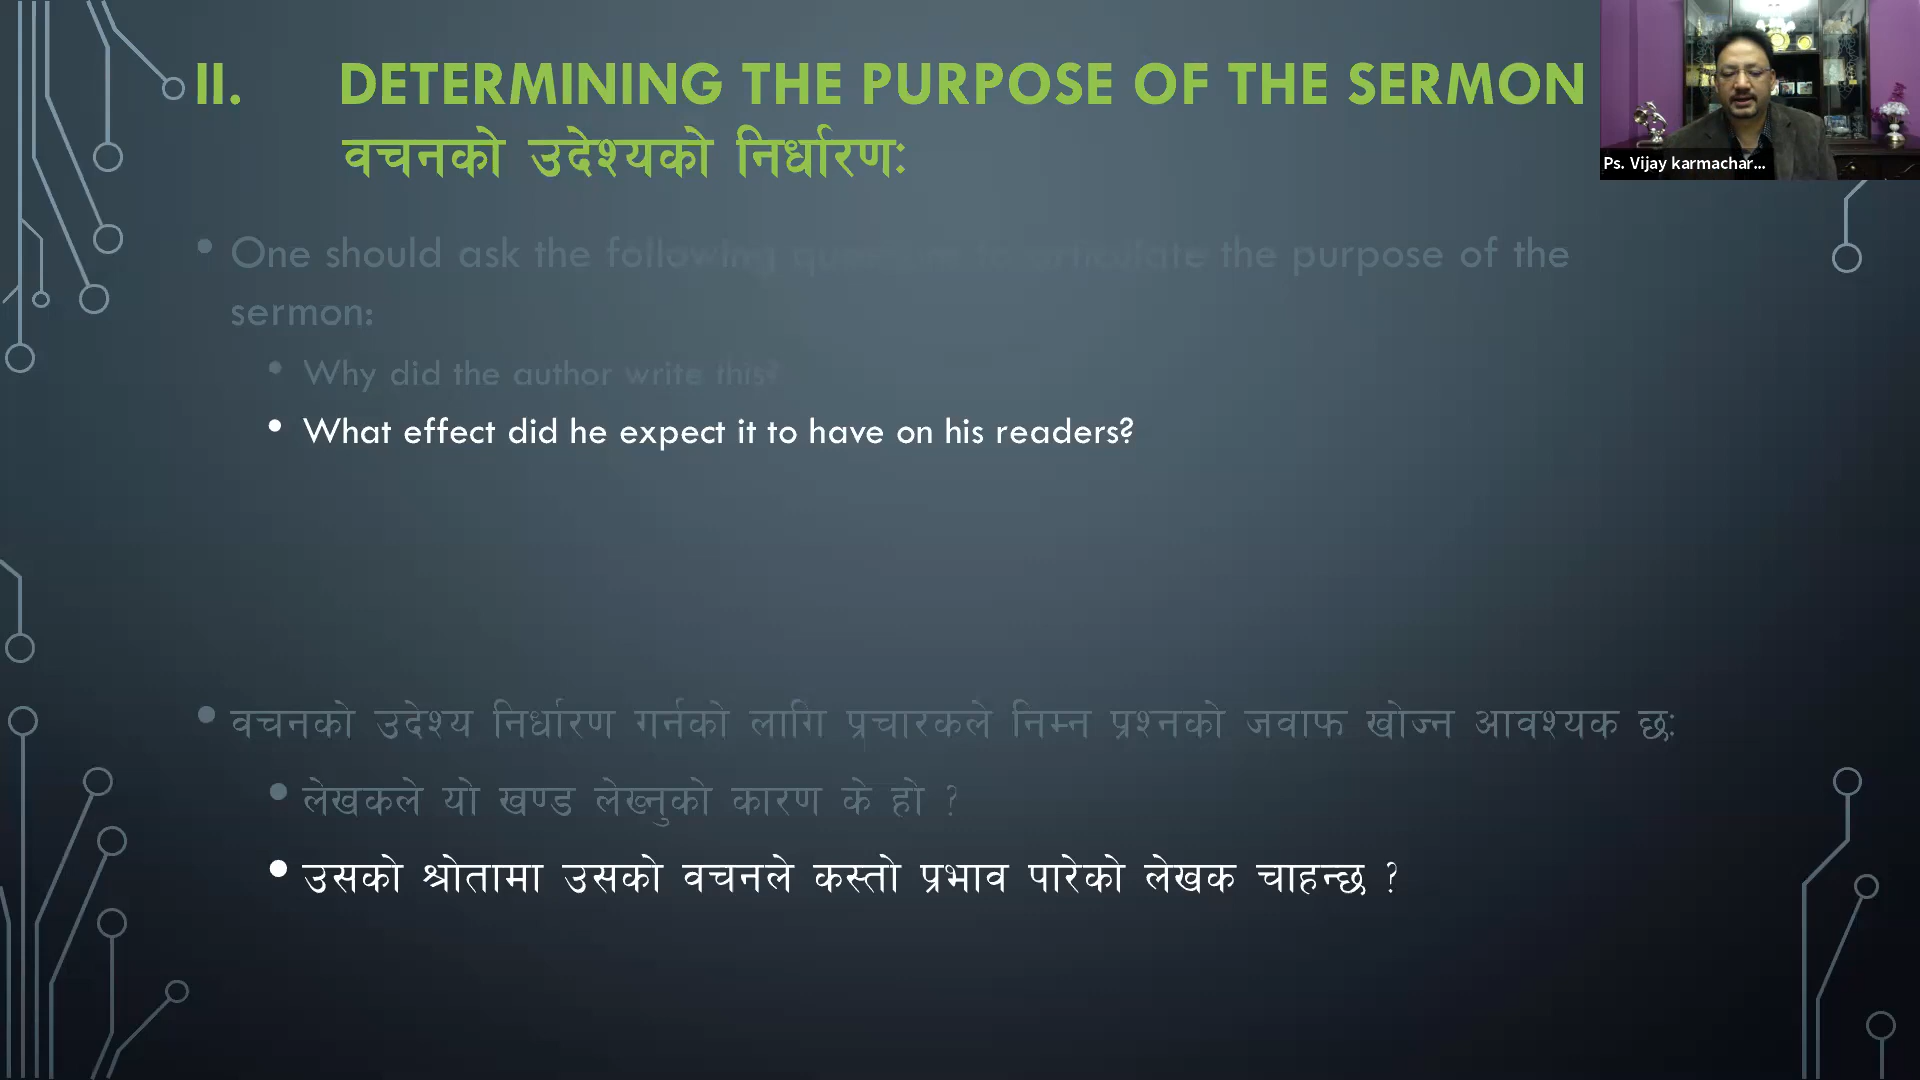 II. DETERMINING THE PURPOSE OF THE SERMON
वचनको उदेश्यको निर्धारण:
Ps. Vijay karmachar...
• One should ask the following question to articulate the purpose of the
sermon:
• Why did the author write this?
• What effect did he expect it to have on his readers?
• वचनको उदेश्य निर्धारण गर्नको लागि प्रचारकले निम्न प्रश्नको जवाफ खोज्न आवश्यक छ:
• लेखकले यो खण्ड लेख्नुको कारण के हो ?
• उसको श्रोतामा उसको वचनले कस्तो प्रभाव पारेको लेखक चाहन्छ ?